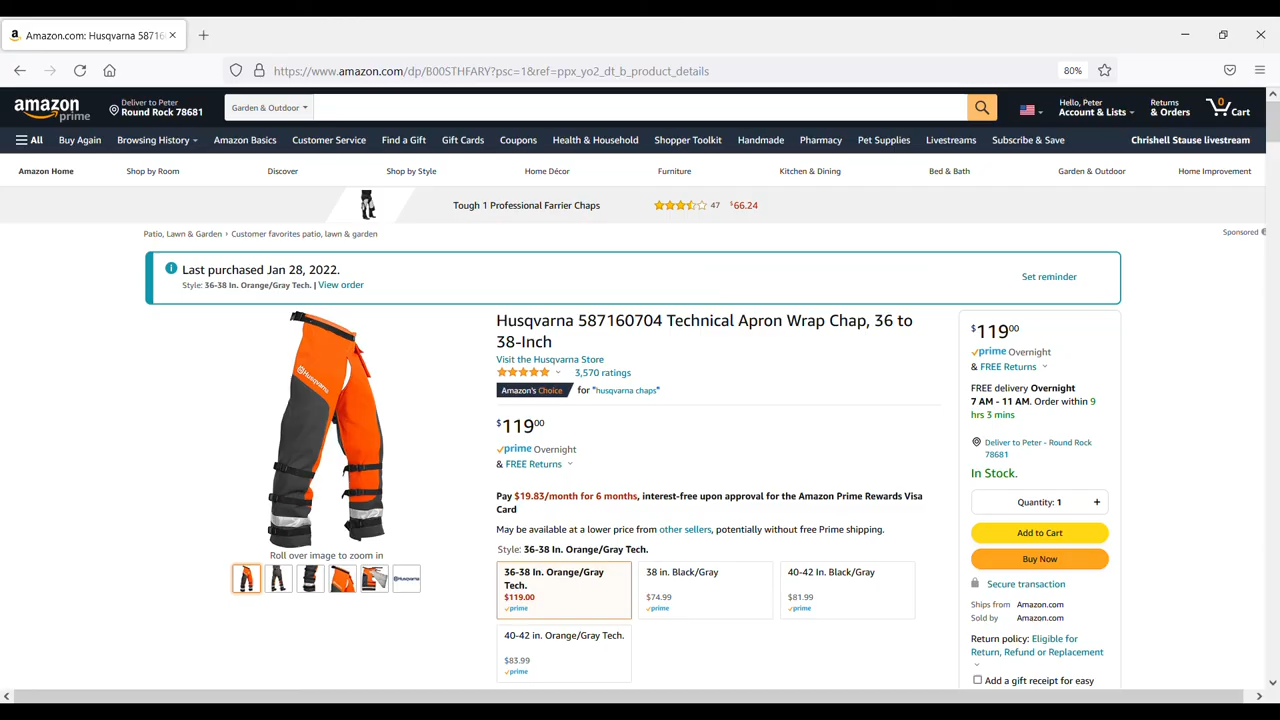 Amazon.com: Husqvarna 58716
https://www.amazon.com/dp/B00STHFARY?psc=1&ref=ppx_yo2_dt_b_product_details
80%
amazon prime
Deliver to Peter
Round Rock 78681
Garden & Outdoor
Hello, Peter
Account & Lists
Returns
& Orders
0
Cart
All Buy Again Browsing History Amazon Basics Customer Service Find a Gift Gift Cards Coupons Health & Household Shopper Toolkit Handmade Pharmacy Pet Supplies Livestreams Subscribe & Save Chrishell Stause livestream
Amazon Home Shop by Room Discover Shop by Style Home Décor Furniture Kitchen & Dining Bed & Bath Garden & Outdoor Home Improvement
Tough 1 Professional Farrier Chaps 47 $66.24
Sponsored
Patio, Lawn & Garden › Customer favorites patio, lawn & garden
Last purchased Jan 28, 2022.
Style: 36-38 In. Orange/Gray Tech. | View order
Set reminder
Husqvarna
Roll over image to zoom in
Husqvarna
Husqvarna 587160704 Technical Apron Wrap Chap, 36 to
38-Inch
Visit the Husqvarna Store
3,570 ratings
Amazon's Choice for "husqvarna chaps"
$11900
prime Overnight
& FREE Returns
Pay $19.83/month for 6 months, interest-free upon approval for the Amazon Prime Rewards Visa
Card
May be available at a lower price from other sellers, potentially without free Prime shipping.
Style: 36-38 In. Orange/Gray Tech.
36-38 In. Orange/Gray
Tech.
$119.00
prime
38 in. Black/Gray
$74.99
prime
40-42 In. Black/Gray
$81.99
prime
40-42 in. Orange/Gray Tech.
$83.99
prime
$11900
prime Overnight
& FREE Returns
FREE delivery Overnight
7 AM - 11 AM. Order within 9
hrs 3 mins
Deliver to Peter - Round Rock
78681
In Stock.
Quantity: 1 +
Add to Cart
Buy Now
Secure transaction
Ships from Amazon.com
Sold by Amazon.com
Return policy: Eligible for
Return, Refund or Replacement
Add a gift receipt for easy